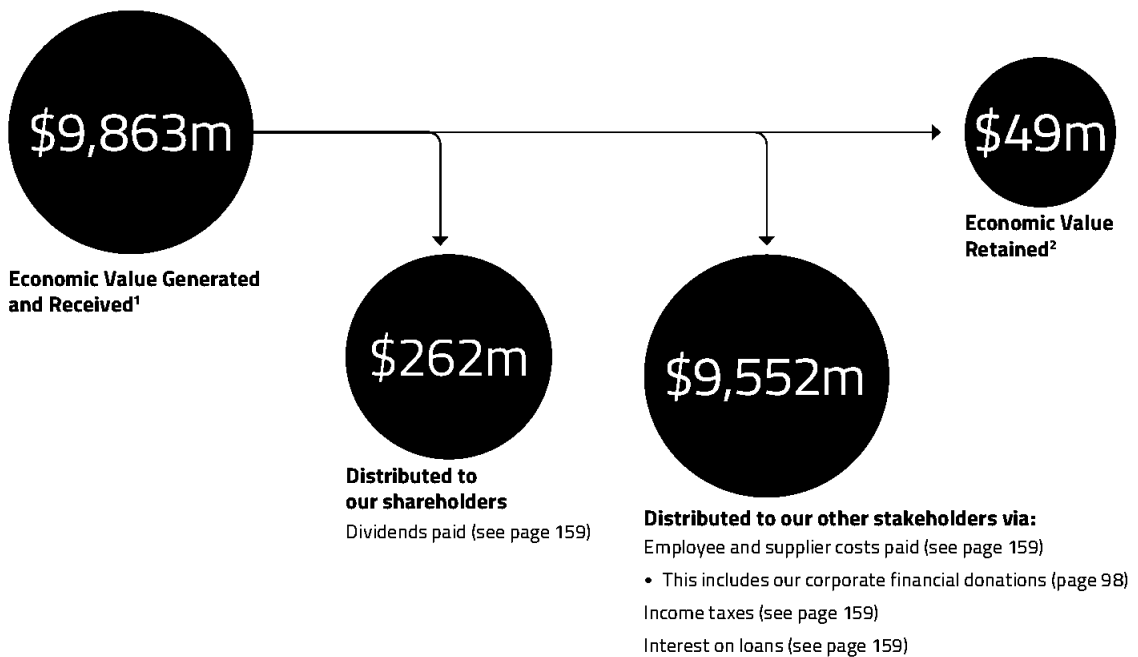 $9,863m
$49m
Economic Value
Retained²
Economic Value Generated
and Received¹
$262m
$9,552m
Distributed to
our shareholders
Dividends paid (see page 159)
Distributed to our other stakeholders via:
Employee and supplier costs paid (see page 159)
• This includes our corporate financial donations (page 98)
Income taxes (see page 159)
Interest on loans (see page 159)